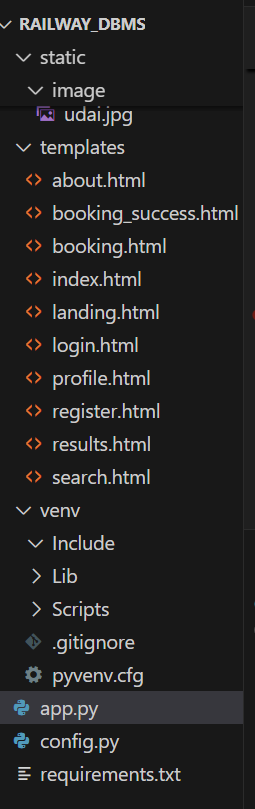 RAILWAY_DBMS
static
image
udai.jpg
templates
about.html
booking_success.html
booking.html
index.html
landing.html
login.html
profile.html
register.html
results.html
search.html
venv
Include
Lib
Scripts
.gitignore
pyvenv.cfg
app.py
config.py
requirements.txt